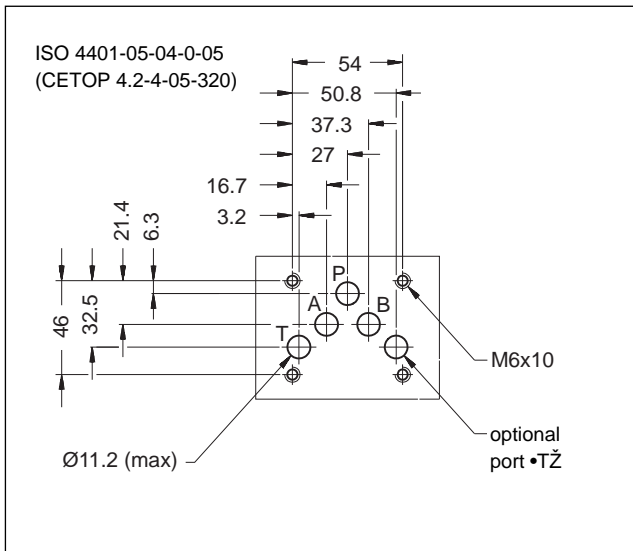 ISO 4401-05-04-0-05
(CETOP 4.2-4-05-320)
54
50.8
37.3
27
16.7
3.2
21.4
6.3
P
A
B
T
46
32.5
M6x10
Ø11.2 (max)
optional
port •TŽ